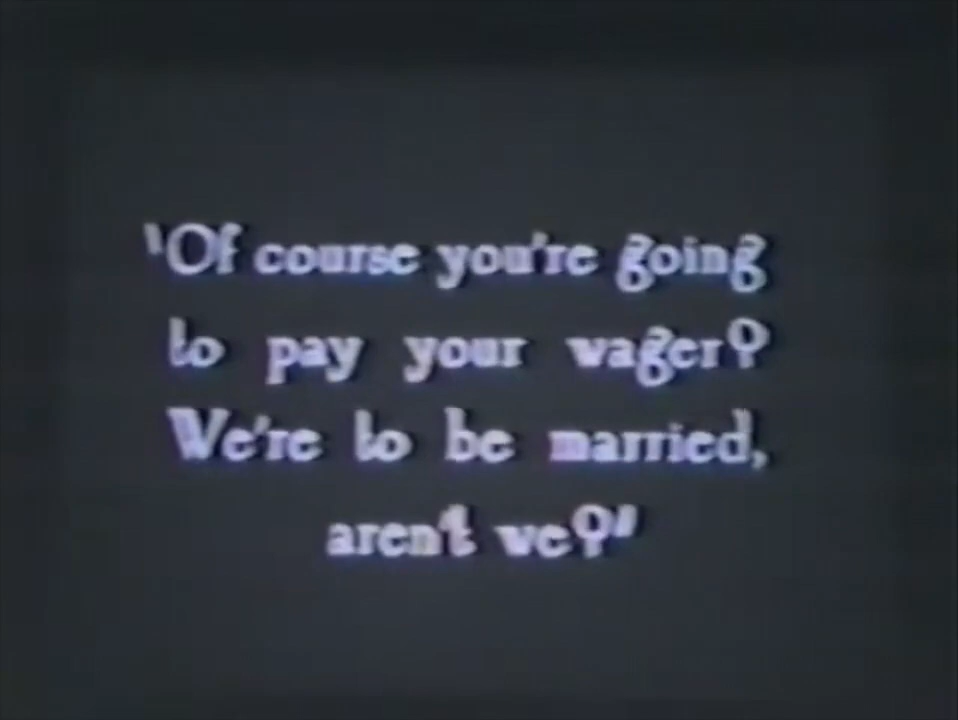 "Of course you're going
to pay your wager?
We're to be married,
aren't we?"